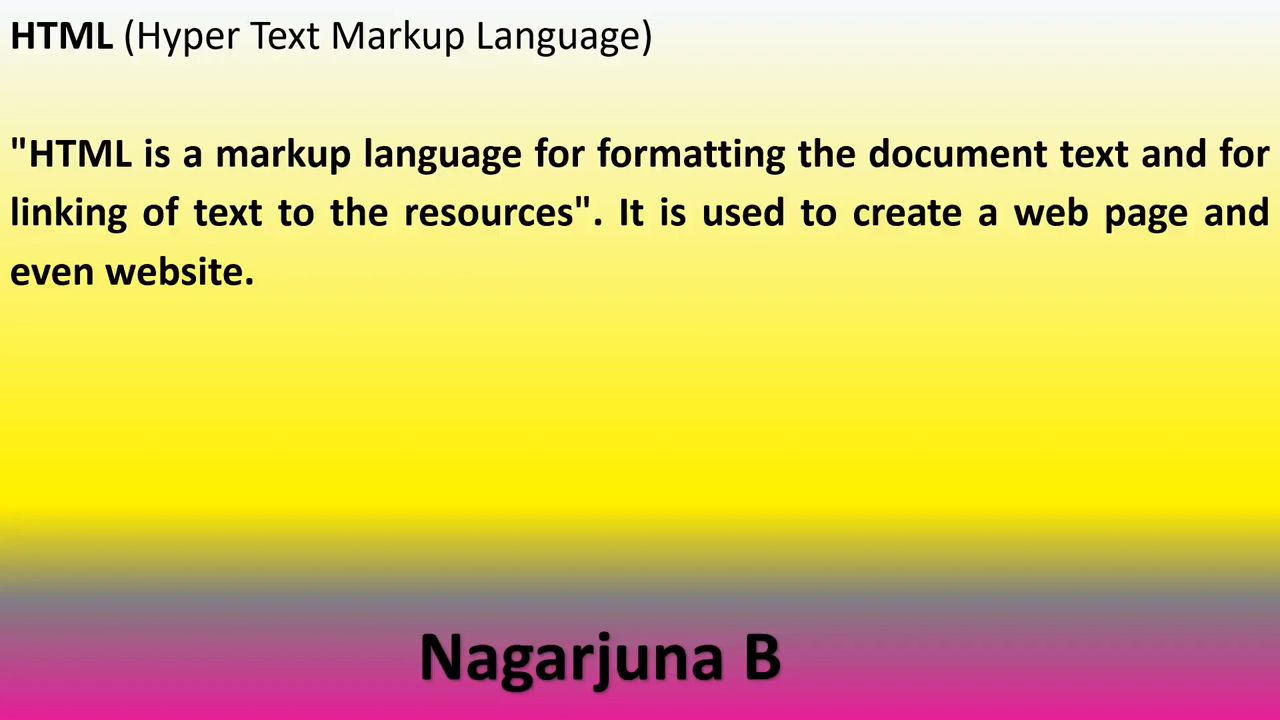 HTML (Hyper Text Markup Language)
"HTML is a markup language for formatting the document text and for
linking of text to the resources". It is used to create a web page and
even website.
Nagarjuna B